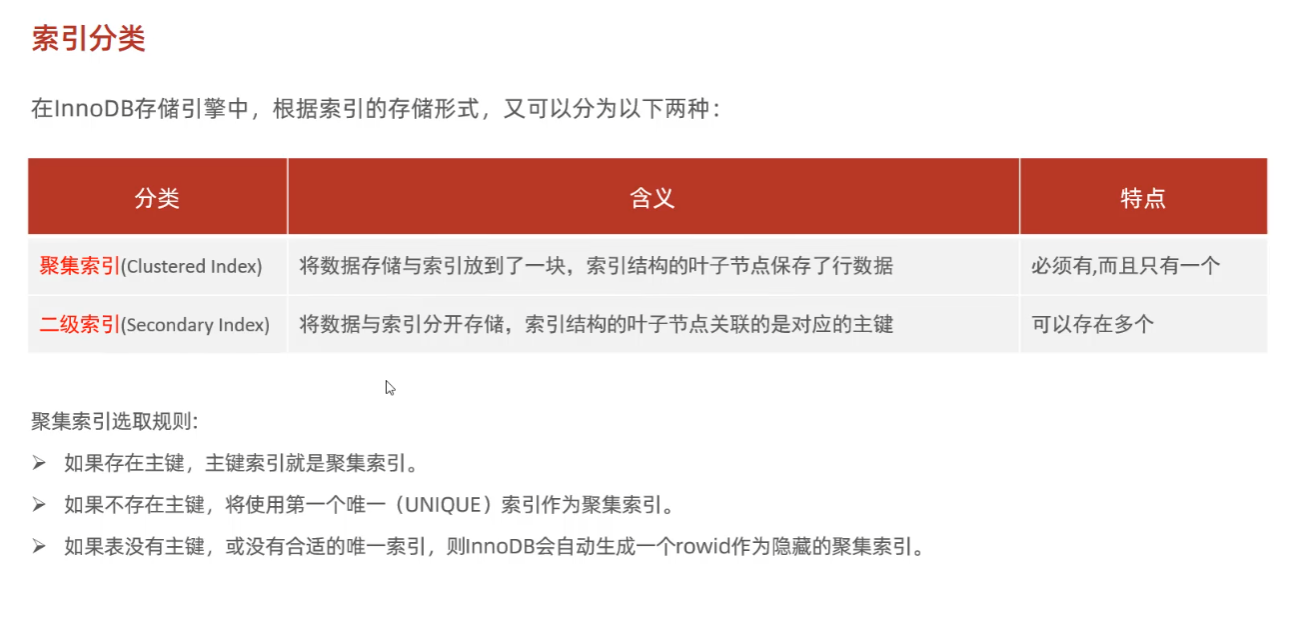 索引分类
在InnoDB存储引擎中，根据索引的存储形式，又可以分为以下两种：
分类 含义 特点
聚集索引(Clustered Index) 将数据存储与索引放到了一块，索引结构的叶子节点保存了行数据 必须有,而且只有一个
二级索引(Secondary Index) 将数据与索引分开存储，索引结构的叶子节点关联的是对应的主键 可以存在多个
聚集索引选取规则:
➢ 如果存在主键，主键索引就是聚集索引。
➢ 如果不存在主键，将使用第一个唯一（UNIQUE）索引作为聚集索引。
➢ 如果表没有主键，或没有合适的唯一索引，则InnoDB会自动生成一个rowid作为隐藏的聚集索引。